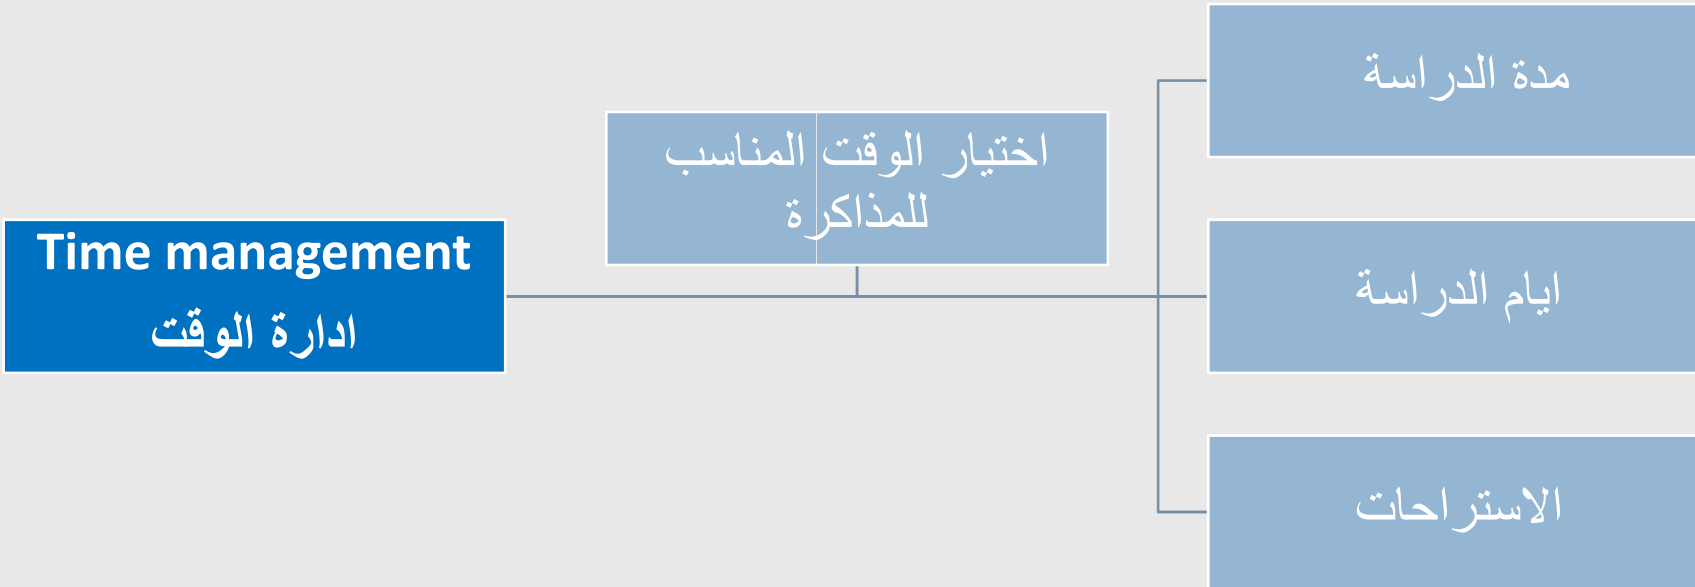 Time management
ادارة الوقت
اختيار الوقت المناسب
للمذاكرة
مدة الدراسة
ايام الدراسة
الاستراحات